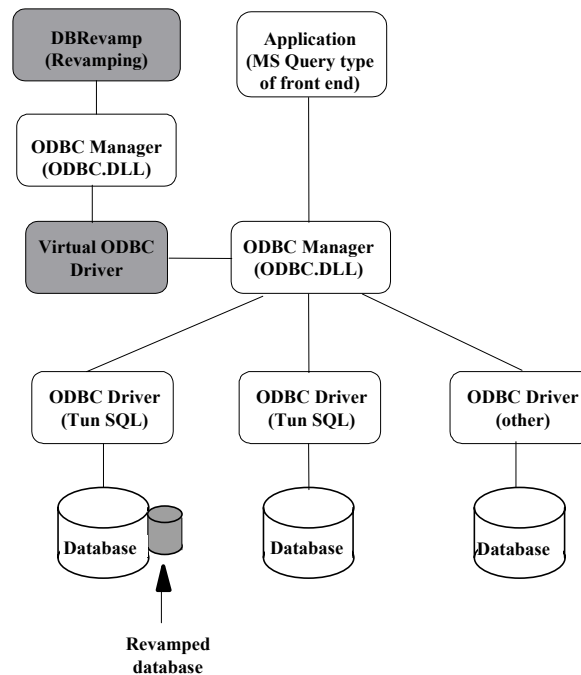 DBRevamp
(Revamping)
Application
(MS Query type
of front end)
ODBC Manager
(ODBC.DLL)
Virtual ODBC
Driver
ODBC Manager
(ODBC.DLL)
ODBC Driver
(Tun SQL)
ODBC Driver
(Tun SQL)
ODBC Driver
(other)
Database
Database
Database
Revamped
database